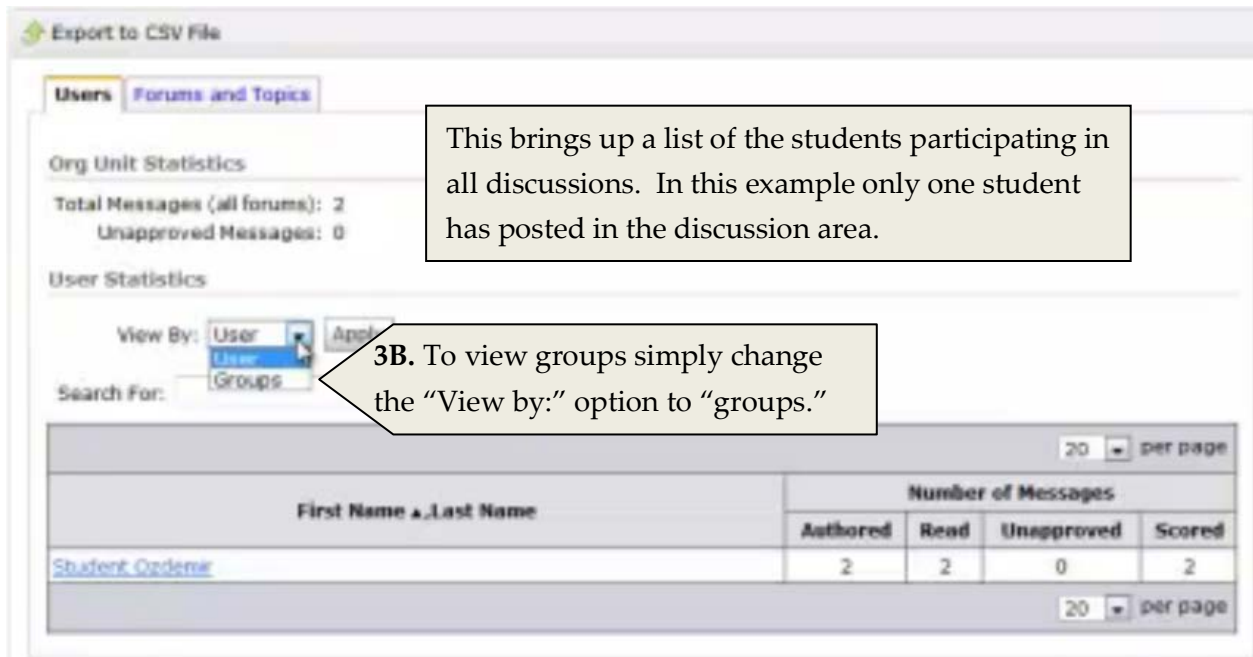 Export to CSV File
Users Forums and Topics
This brings up a list of the students participating in
all discussions. In this example only one student
has posted in the discussion area.
Org Unit Statistics
Total Messages (all forums): 2
Unapproved Messages: 0
User Statistics
View By: User Apply
User
Groups
3B. To view groups simply change
the “View by:” option to “groups.”
Search For:
20 per page
First Name ▲,Last Name
Number of Messages
Authored Read Unapproved Scored
Student Ozdemir 2 2 0 2
20 per page